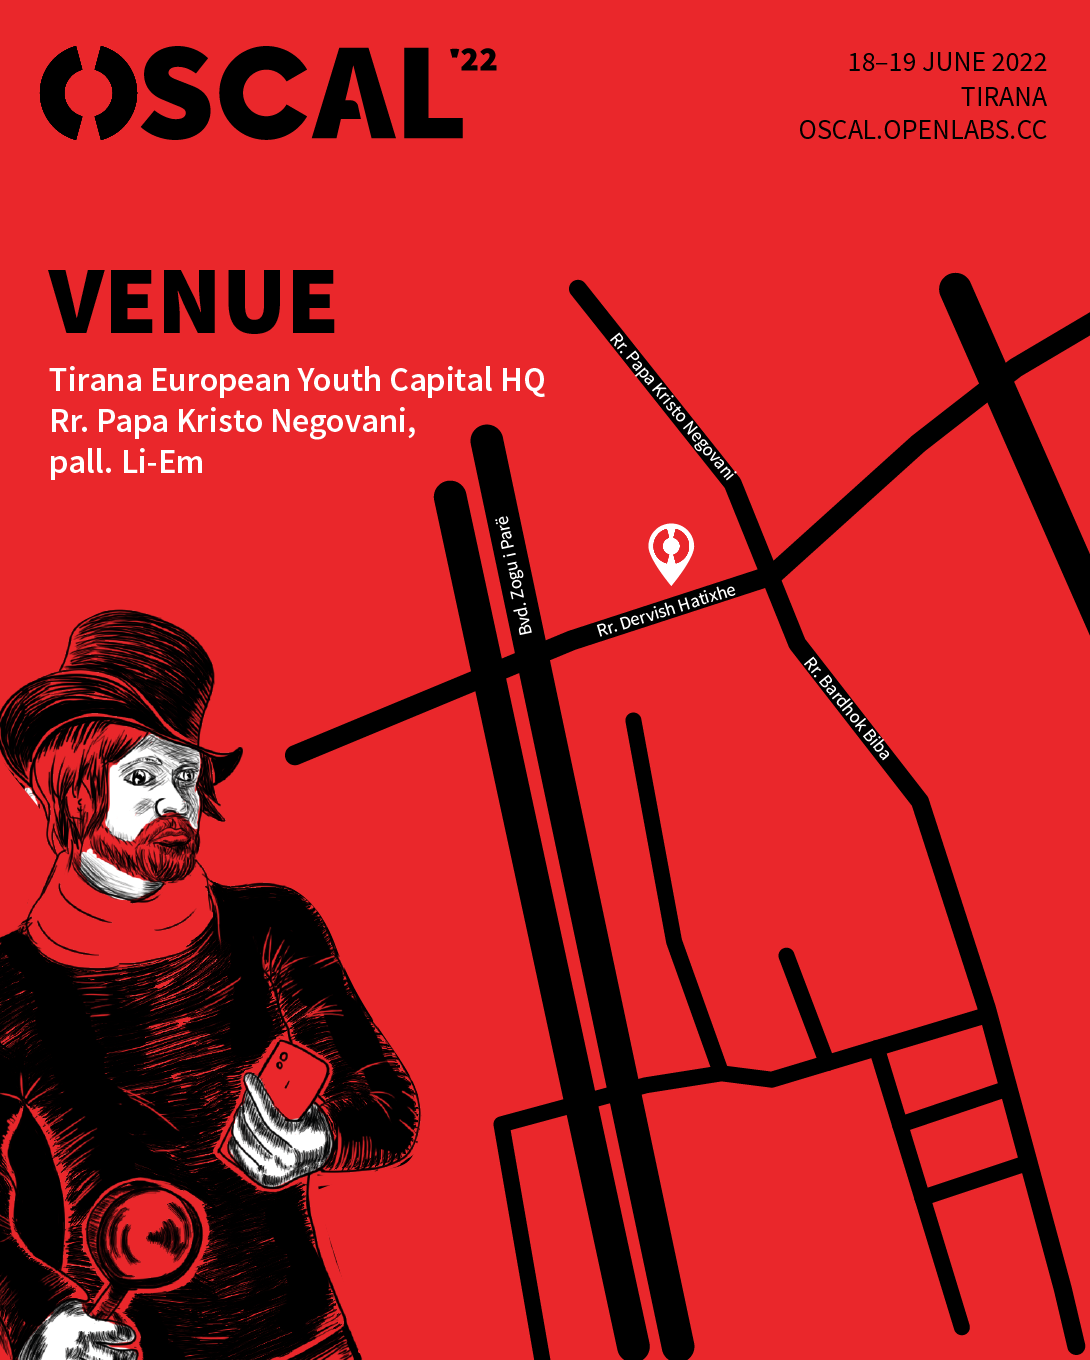 OSCAL '22
18–19 JUNE 2022
TIRANA
OSCAL.OPENLABS.CC
VENUE
Tirana European Youth Capital HQ
Rr. Papa Kristo Negovani,
pall. Li-Em
Rr. Papa Kristo Negovani
Bvd. Zogu i Parë
Rr. Dervish Hatixhe
Rr. Bardhok Biba